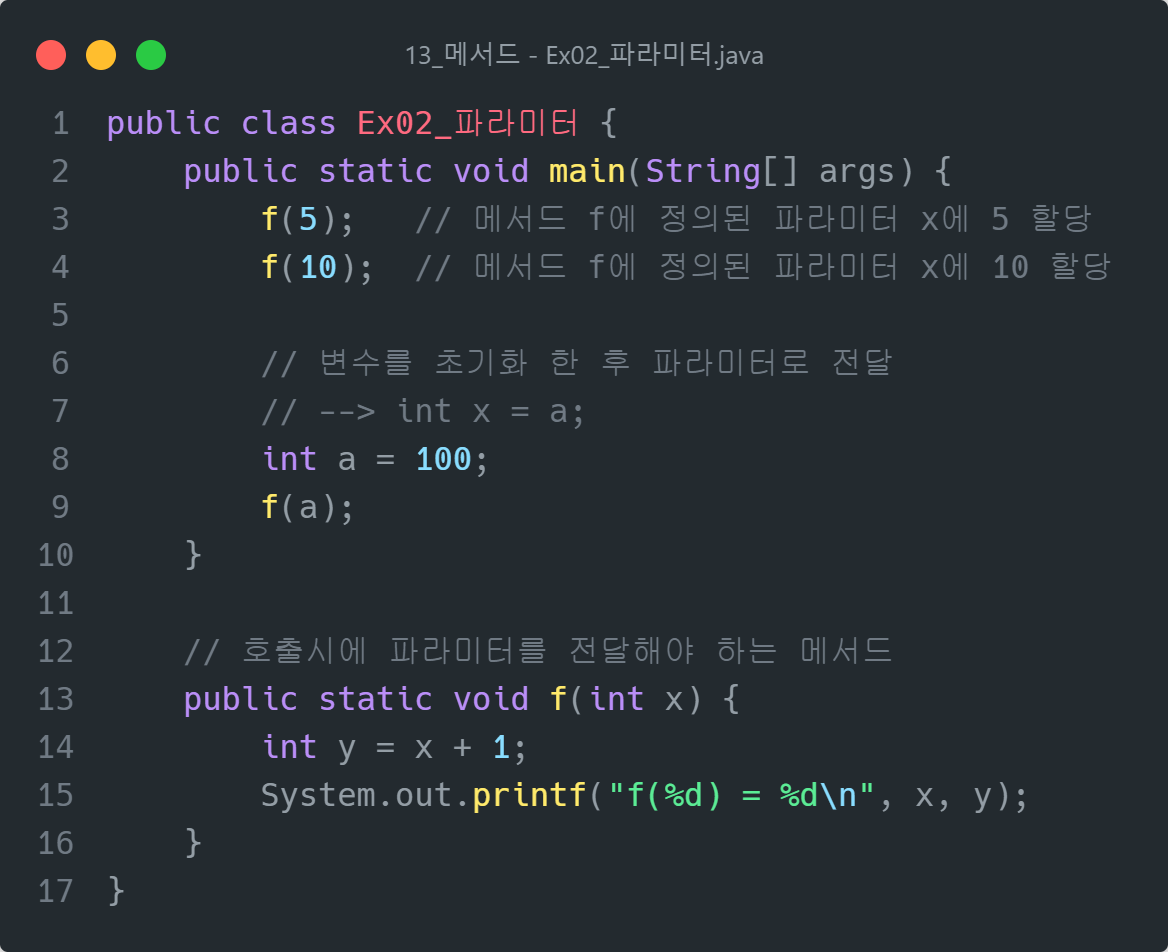 13_메서드 - Ex02_파라미터.java
1 public class Ex02_파라미터 {
2     public static void main(String[] args) {
3         f(5);   // 메서드 f에 정의된 파라미터 x에 5 할당
4         f(10);  // 메서드 f에 정의된 파라미터 x에 10 할당
5
6         // 변수를 초기화 한 후 파라미터로 전달
7         // --> int x = a;
8         int a = 100;
9         f(a);
10     }
11
12     // 호출시에 파라미터를 전달해야 하는 메서드
13     public static void f(int x) {
14         int y = x + 1;
15         System.out.printf("f(%d) = %d\n", x, y);
16     }
17 }